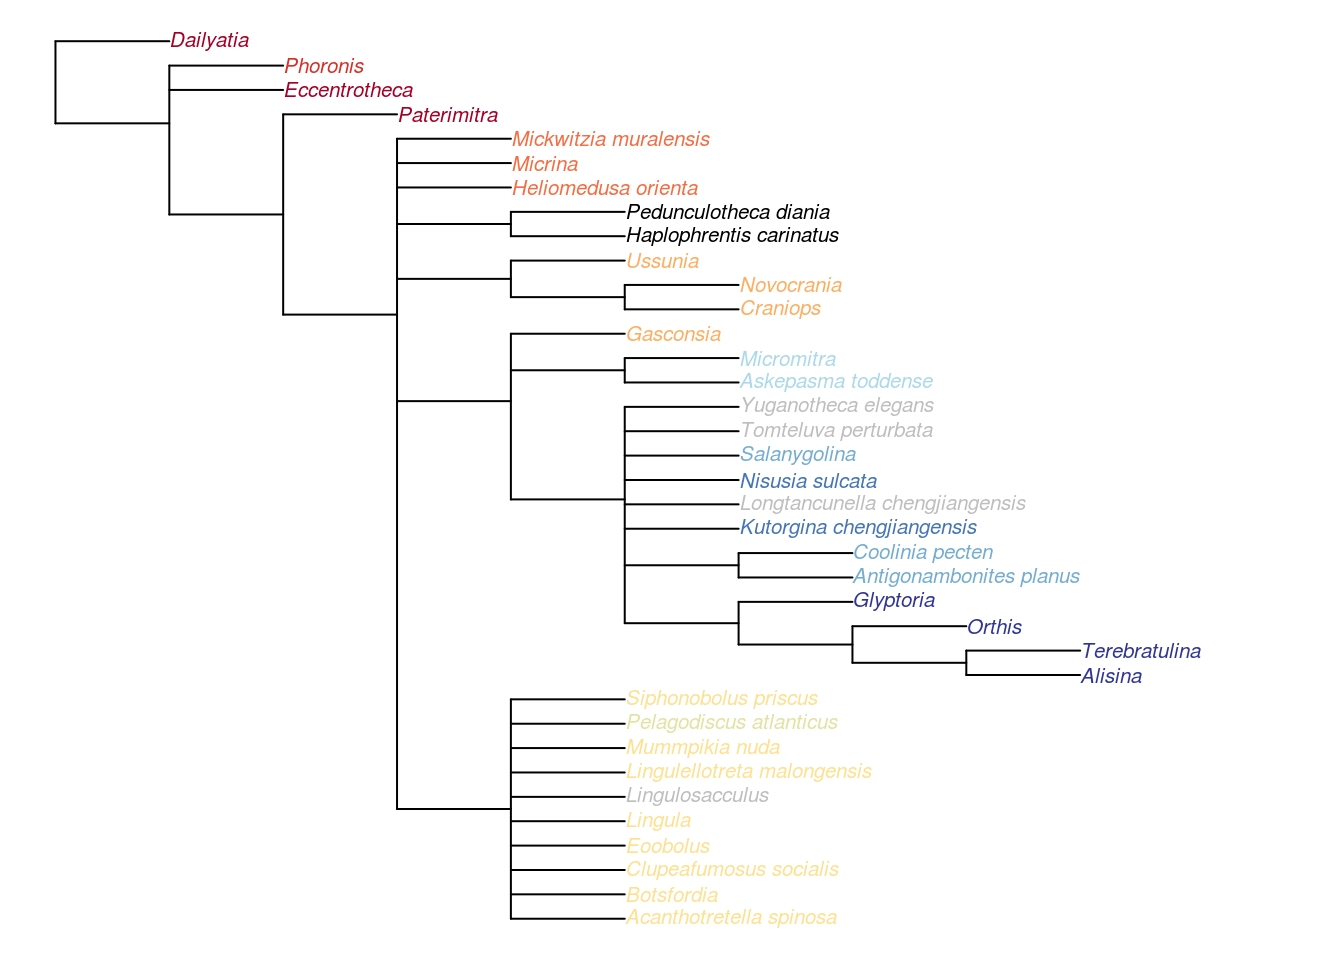 Dailyatia
Phoronis
Eccentrotheca
Paterimitra
Mickwitzia muralensis
Micrina
Heliomedusa orienta
Pedunculotheca diania
Haplophrentis carinatus
Ussunia
Novocrania
Craniops
Gasconsia
Micromitra
Askepasma toddense
Yuganotheca elegans
Tomteluva perturbata
Salanygolina
Nisusia sulcata
Longtancunella chengjiangensis
Kutorgina chengjiangensis
Coolinia pecten
Antigonambonites planus
Glyptoria
Orthis
Terebratulina
Alisina
Siphonobolus priscus
Pelagodiscus atlanticus
Mummpikia nuda
Lingulellotreta malongensis
Lingulosacculus
Lingula
Eoobolus
Clupeafumosus socialis
Botsfordia
Acanthotretella spinosa